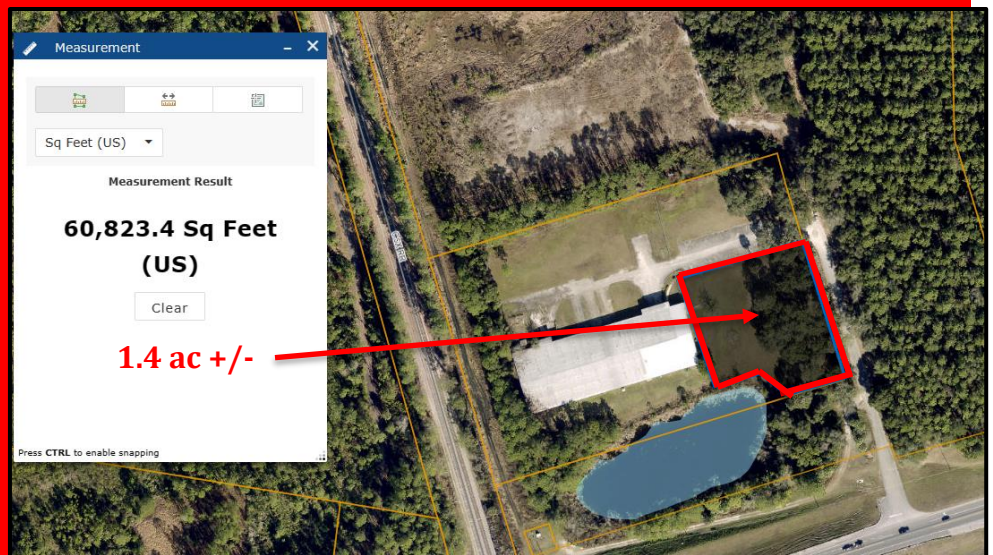 Measurement
Sq Feet (US)
Measurement Result
60,823.4 Sq Feet
(US)
Clear
1.4 ac +/-
Press CTRL to enable snapping